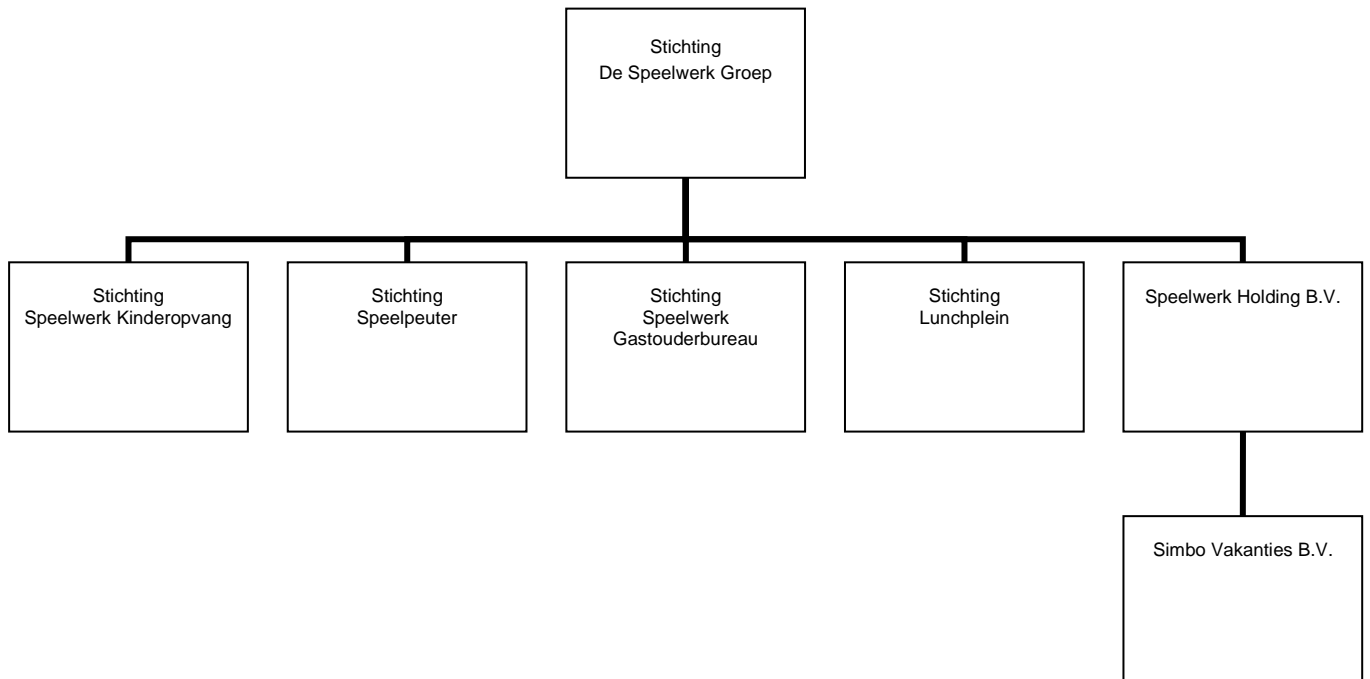 Stichting
De Speelwerk Groep
Stichting
Speelwerk Kinderopvang
Stichting
Speelpeuter
Stichting
Speelwerk
Gastouderbureau
Stichting
Lunchplein
Speelwerk Holding B.V.
Simbo Vakanties B.V.